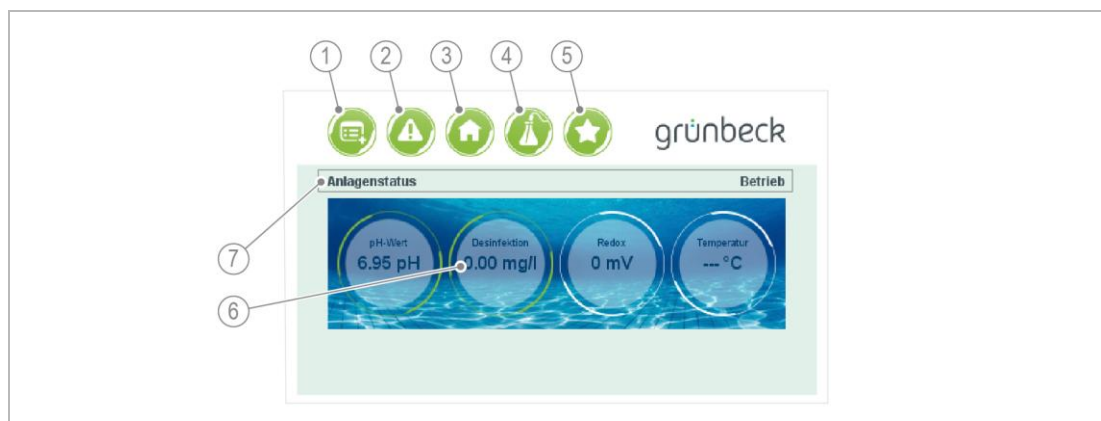 1 2 3 4 5
grünbeck
Anlagenstatus Betrieb
pH-Wert Desinfektion Redox Temperatur
6.95 pH 0.00 mg/l 0 mV --- °C
7
6